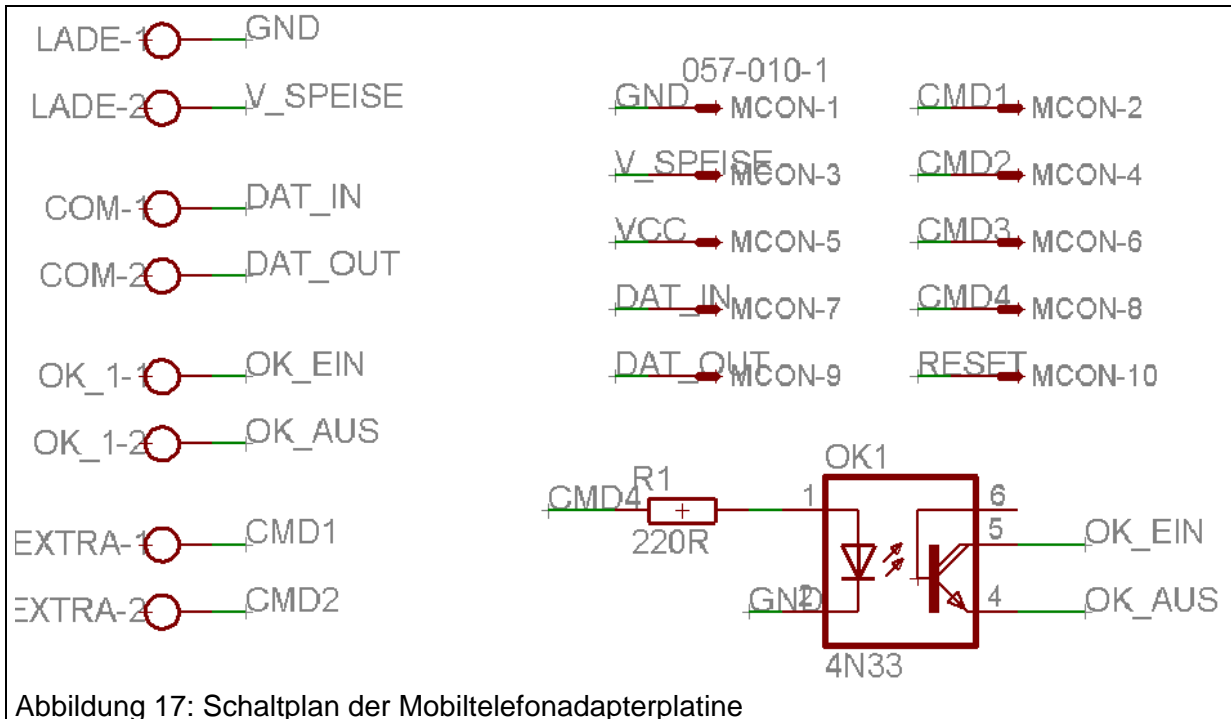 LADE-1 GND
LADE-2 V_SPEISE
COM-1 DAT_IN
COM-2 DAT_OUT
OK_1-1 OK_EIN
OK_1-2 OK_AUS
EXTRA-1 CMD1
EXTRA-2 CMD2
057-010-1
GND MCON-1 CMD1 MCON-2
V_SPEISE MCON-3 CMD2 MCON-4
VCC MCON-5 CMD3 MCON-6
DAT_IN MCON-7 CMD4 MCON-8
DAT_OUT MCON-9 RESET MCON-10
OK1
R1
CMD4 1 6
220R 5 OK_EIN
GND 2 4 OK_AUS
4N33
Abbildung 17: Schaltplan der Mobiltelefonadapterplatine